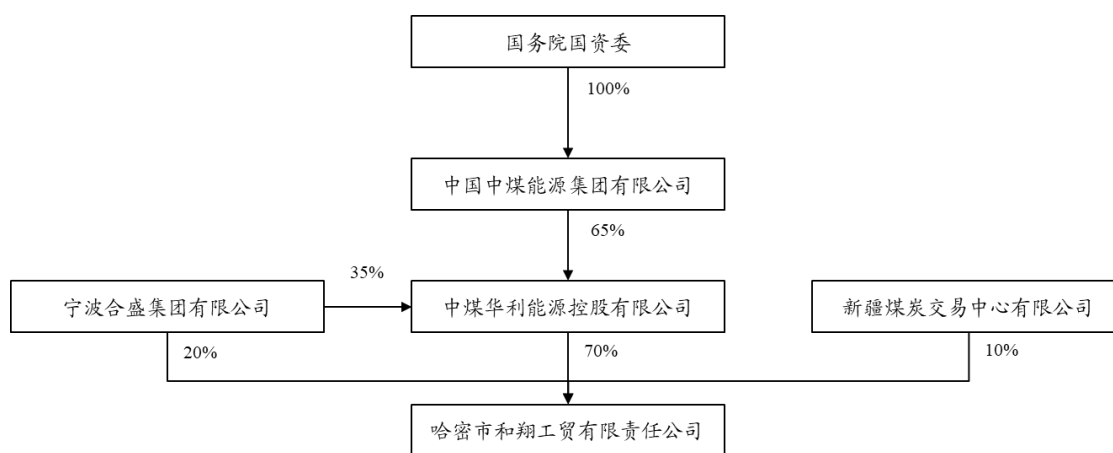 国务院国资委
100%
中国中煤能源集团有限公司
65%
35%
宁波合盛集团有限公司
中煤华利能源控股有限公司
新疆煤炭交易中心有限公司
20%
70%
10%
哈密市和翔工贸有限责任公司